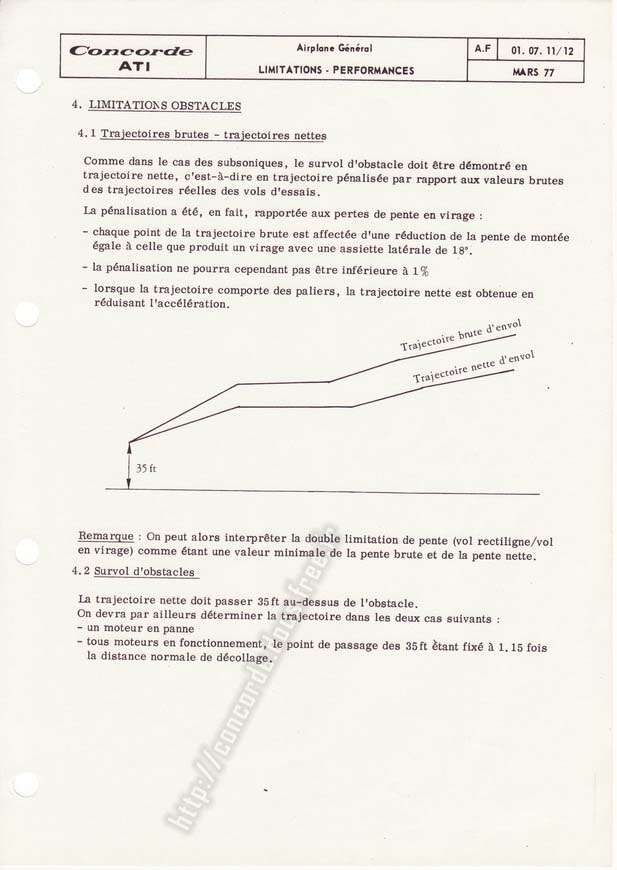 Concorde
ATI
Airplane Général
LIMITATIONS - PERFORMANCES
A.F
01. 07. 11/12
MARS 77
4. LIMITATIONS OBSTACLES
4.1 Trajectoires brutes - trajectoires nettes
Comme dans le cas des subsoniques, le survol d'obstacle doit être démontré en
trajectoire nette, c'est-à-dire en trajectoire pénalisée par rapport aux valeurs brutes
des trajectoires réelles des vols d'essais.
La pénalisation a été, en fait, rapportée aux pertes de pente en virage :
- chaque point de la trajectoire brute est affectée d'une réduction de la pente de montée
égale à celle que produit un virage avec une assiette latérale de 18°.
- la pénalisation ne pourra cependant pas être inférieure à 1%
- lorsque la trajectoire comporte des paliers, la trajectoire nette est obtenue en
réduisant l'accélération.
Trajectoire brute d'envol
Trajectoire nette d'envol
35 ft
Remarque : On peut alors interprêter la double limitation de pente (vol rectiligne/vol
en virage) comme étant une valeur minimale de la pente brute et de la pente nette.
4.2 Survol d'obstacles
La trajectoire nette doit passer 35 ft au-dessus de l'obstacle.
On devra par ailleurs déterminer la trajectoire dans les deux cas suivants :
- un moteur en panne
- tous moteurs en fonctionnement, le point de passage des 35 ft étant fixé à 1.15 fois
la distance normale de décollage.